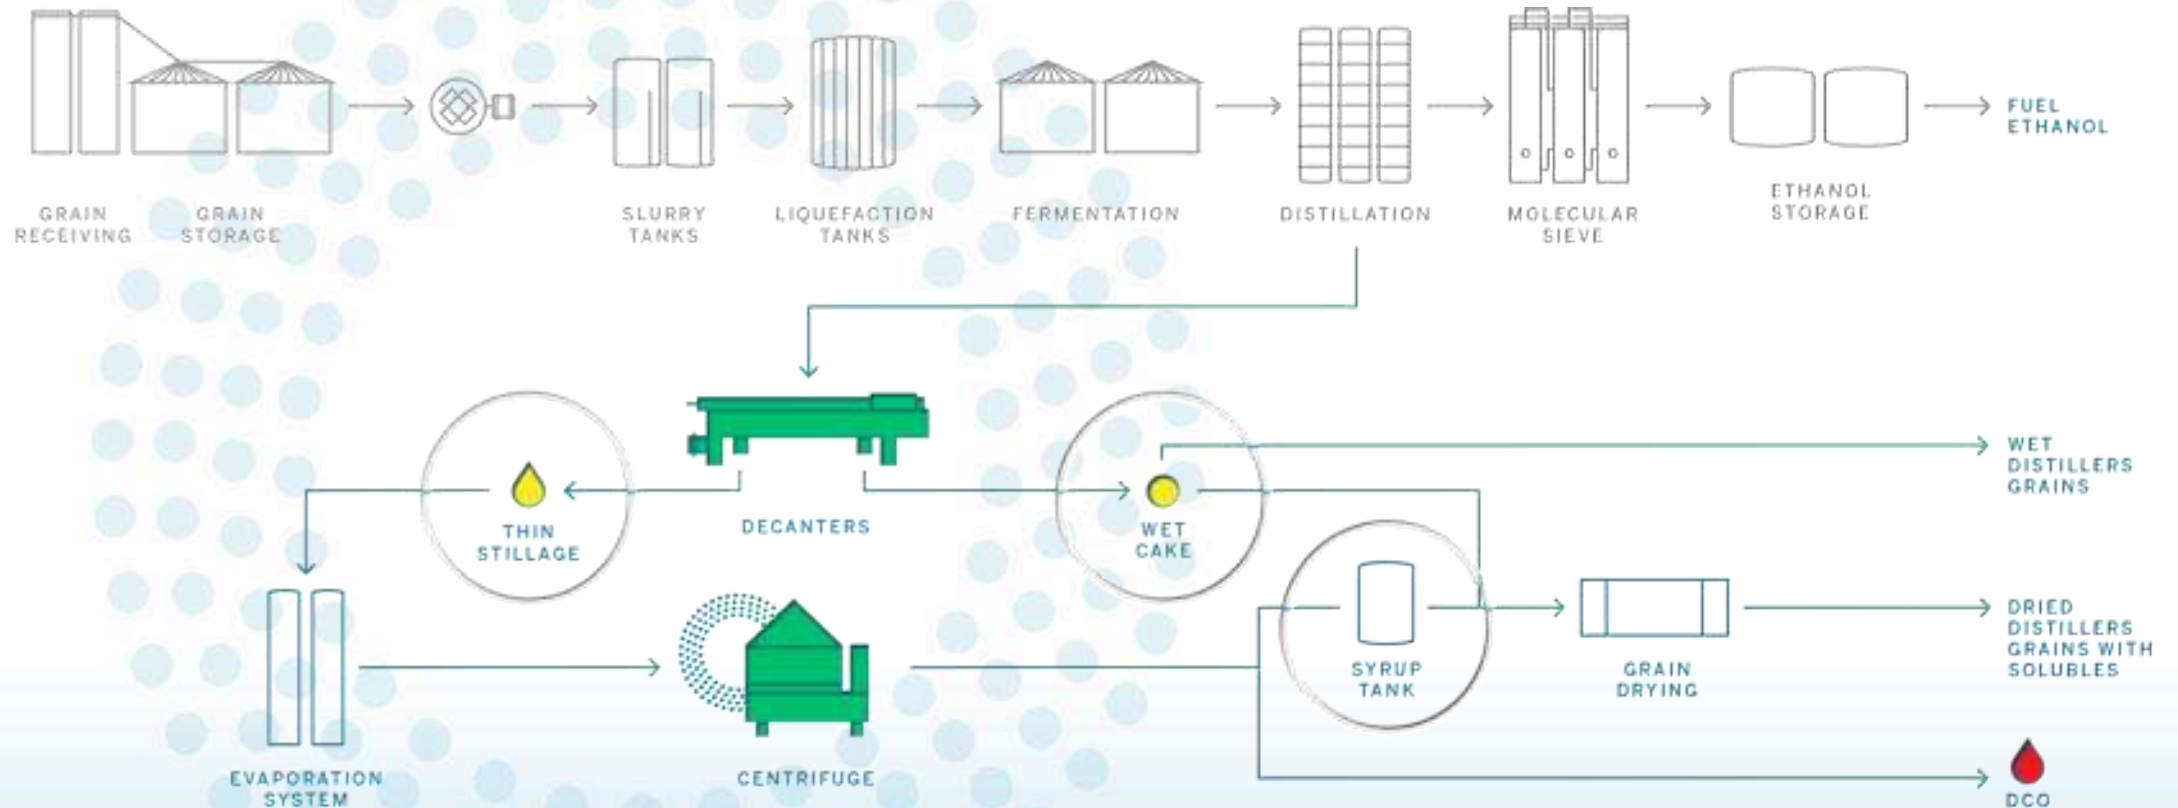 GRAIN
RECEIVING
GRAIN
STORAGE
SLURRY
TANKS
LIQUEFACTION
TANKS
FERMENTATION
DISTILLATION
MOLECULAR
SIEVE
ETHANOL
STORAGE
FUEL
ETHANOL
THIN
STILLAGE
DECANTERS
WET
CAKE
WET
DISTILLERS
GRAINS
EVAPORATION
SYSTEM
CENTRIFUGE
SYRUP
TANK
GRAIN
DRYING
DRIED
DISTILLERS
GRAINS WITH
SOLUBLES
DCO